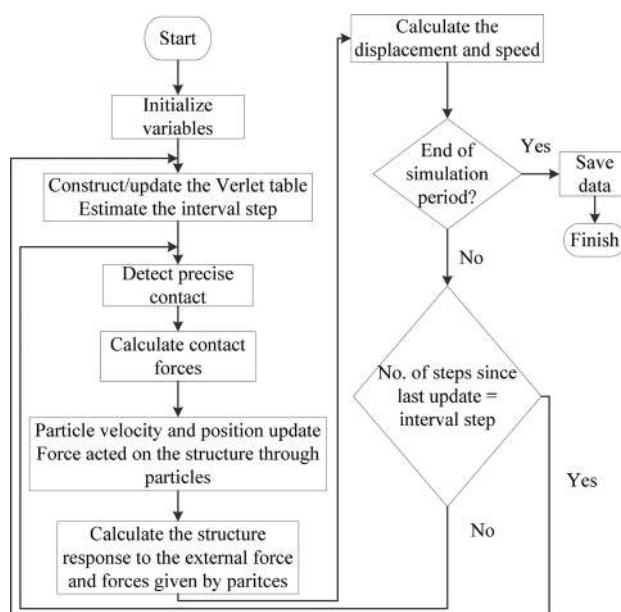 Start
Initialize
variables
Construct/update the Verlet table
Estimate the interval step
Detect precise
contact
Calculate contact
forces
Particle velocity and position update
Force acted on the structure through
particles
Calculate the structure
response to the external force
and forces given by paritces
Calculate the
displacement and speed
End of
simulation
period?
Yes
Save
data
Finish
No
No. of steps since
last update =
interval step
Yes
No